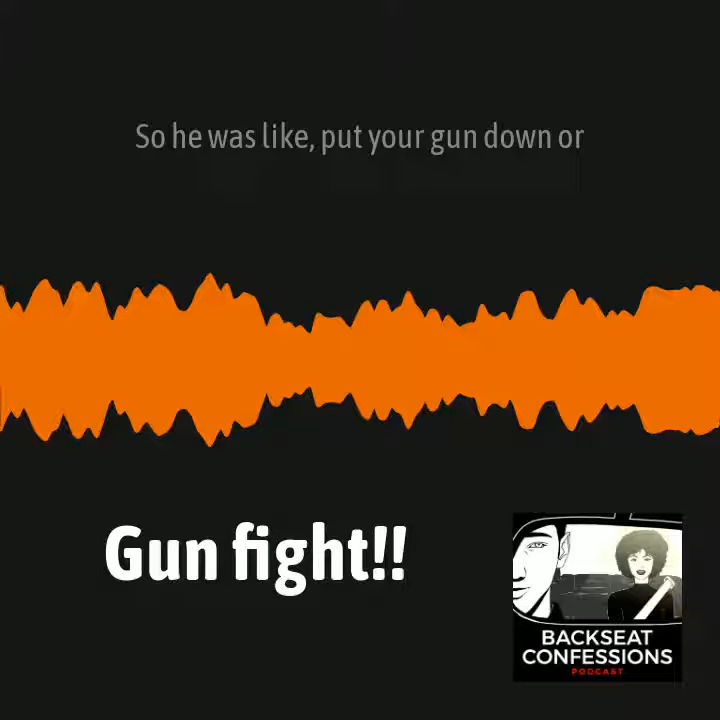 So he was like, put your gun down or
Gun fight!!
BACKSEAT
CONFESSIONS
PODCAST